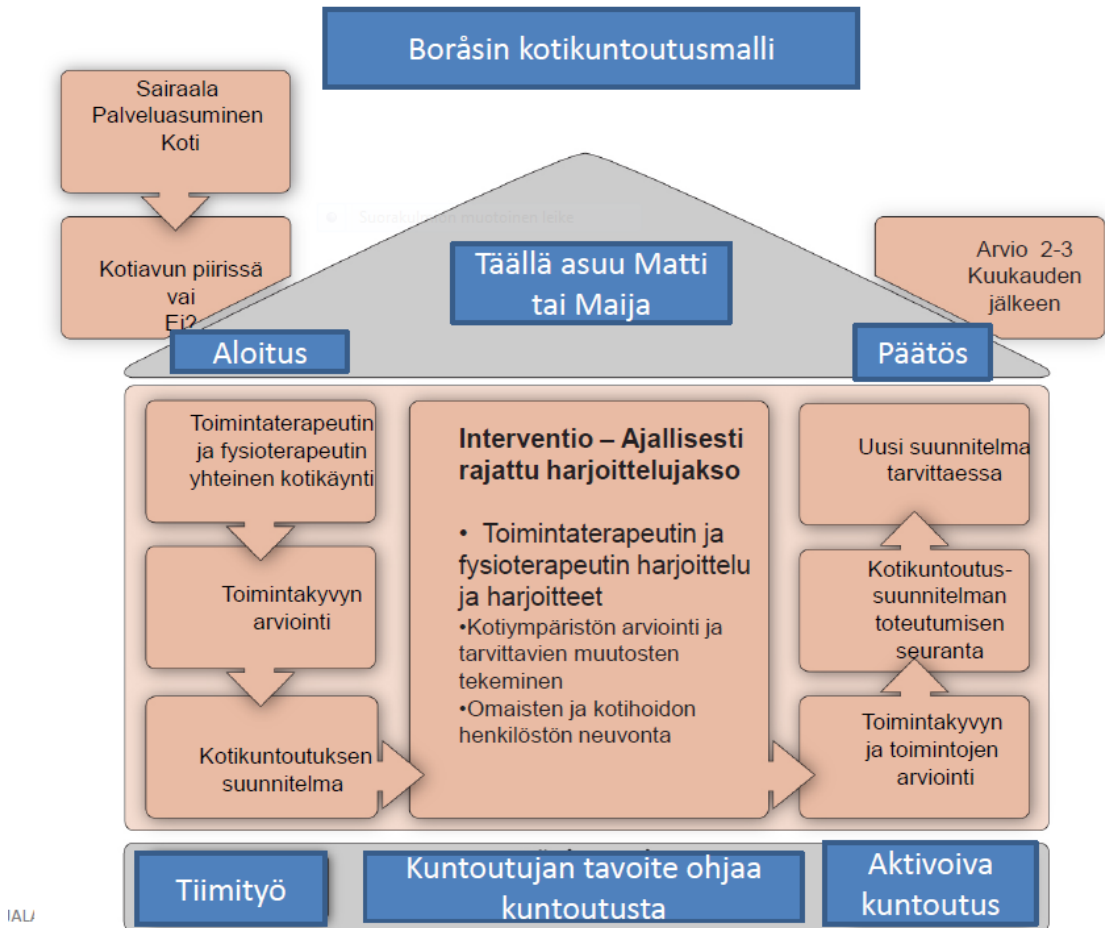 Boråsin kotikuntoutusmalli
Sairaala
Palveluasuminen
Koti
Kotiavun piirissä
vai
Ei?
Suorakulmion muotoinen leike
Täällä asuu Matti
tai Maija
Arvio 2-3
Kuukauden
jälkeen
Aloitus
Päätös
Toimintaterapeutin
ja fysioterapeutin
yhteinen kotikäynti
Toimintakyvyn
arviointi
Kotikuntoutuksen
suunnitelma
Interventio – Ajallisesti
rajattu harjoittelujakso
• Toimintaterapeutin ja
fysioterapeutin harjoittelu
ja harjoitteet
•Kotiympäristön arviointi ja
tarvittavien muutosten
tekeminen
•Omaisten ja kotihoidon
henkilöstön neuvonta
Uusi suunnitelma
tarvittaessa
Kotikuntoutus-
suunnitelman
toteutumisen
seuranta
Toimintakyvyn
ja toimintojen
arviointi
Tiimityö
Kuntoutujan tavoite ohjaa
kuntoutusta
Aktivoiva
kuntoutus